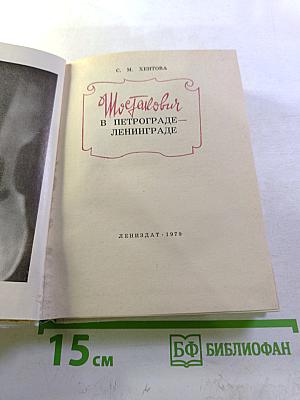 С. М. ХЕНТОВА
Шостакович
В ПЕТРОГРАДЕ—
ЛЕНИНГРАДЕ
ЛЕНИЗДАТ · 1979
15 см
БФ БИБЛИОФАН